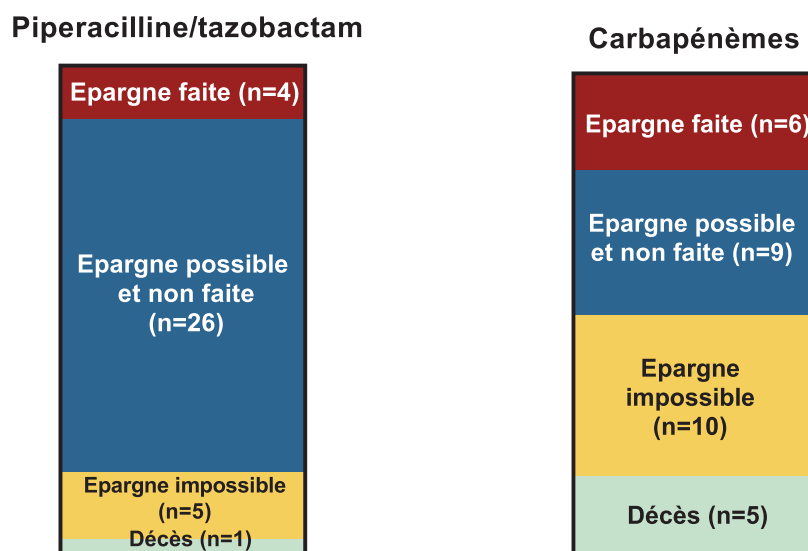 Piperacilline/tazobactam
Epargne faite (n=4)
Epargne possible
et non faite
(n=26)
Epargne impossible
(n=5)
Décès (n=1)
Carbapénèmes
Epargne faite (n=6)
Epargne possible
et non faite (n=9)
Epargne
impossible
(n=10)
Décès (n=5)